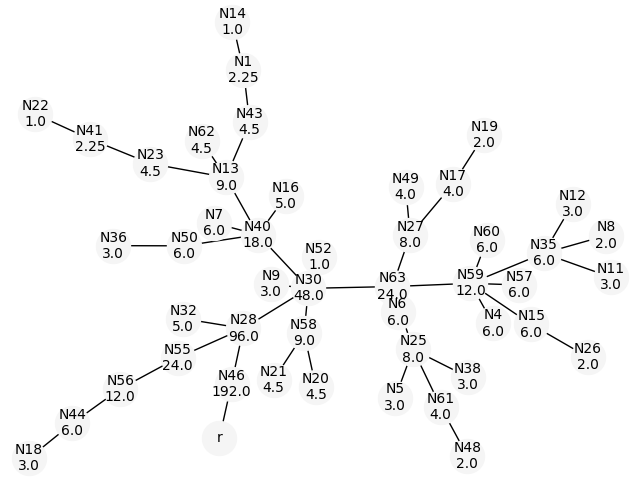 N14
1.0
N1
2.25
N22
1.0
N43
4.5
N41
2.25
N62
4.5
N19
2.0
N23
4.5
N13
9.0
N49
4.0
N17
4.0
N16
5.0
N12
3.0
N7
6.0
N40
18.0
N27
8.0
N60
6.0
N8
2.0
N36
3.0
N50
6.0
N35
6.0
N52
1.0
N11
3.0
N9
3.0
N30
48.0
N63
24.0
N59
12.0
N57
6.0
N6
6.0
N32
5.0
N28
96.0
N58
9.0
N4
6.0
N15
6.0
N55
24.0
N25
8.0
N26
2.0
N56
12.0
N46
192.0
N21
4.5
N20
4.5
N38
3.0
N5
3.0
N61
4.0
N44
6.0
r
N18
3.0
N48
2.0